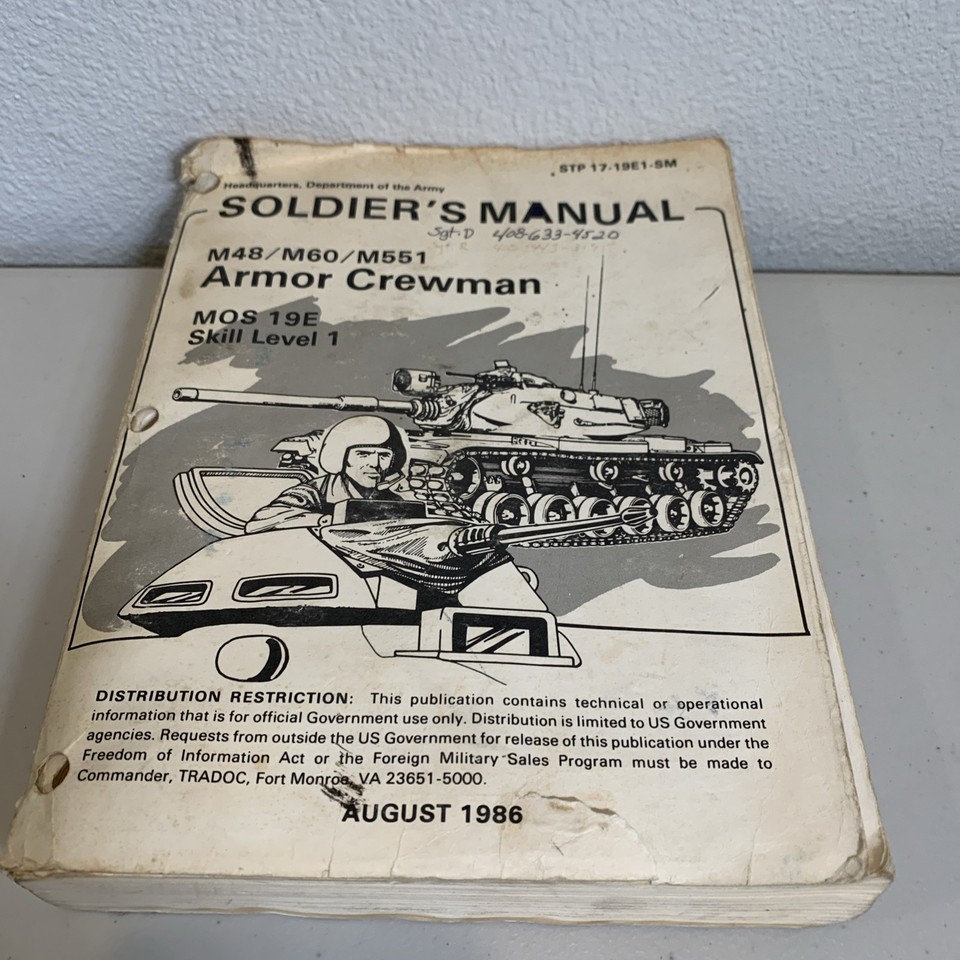 STP 17-19E1-SM
Headquarters, Department of the Army
SOLDIER'S MANUAL
Sgt. D 408-633-4520
M48/M60/M551
Armor Crewman
MOS 19E
Skill Level 1
DISTRIBUTION RESTRICTION: This publication contains technical or operational
information that is for official Government use only. Distribution is limited to US Government
agencies. Requests from outside the US Government for release of this publication under the
Freedom of Information Act or the Foreign Military Sales Program must be made to
Commander, TRADOC, Fort Monroe, VA 23651-5000.
AUGUST 1986